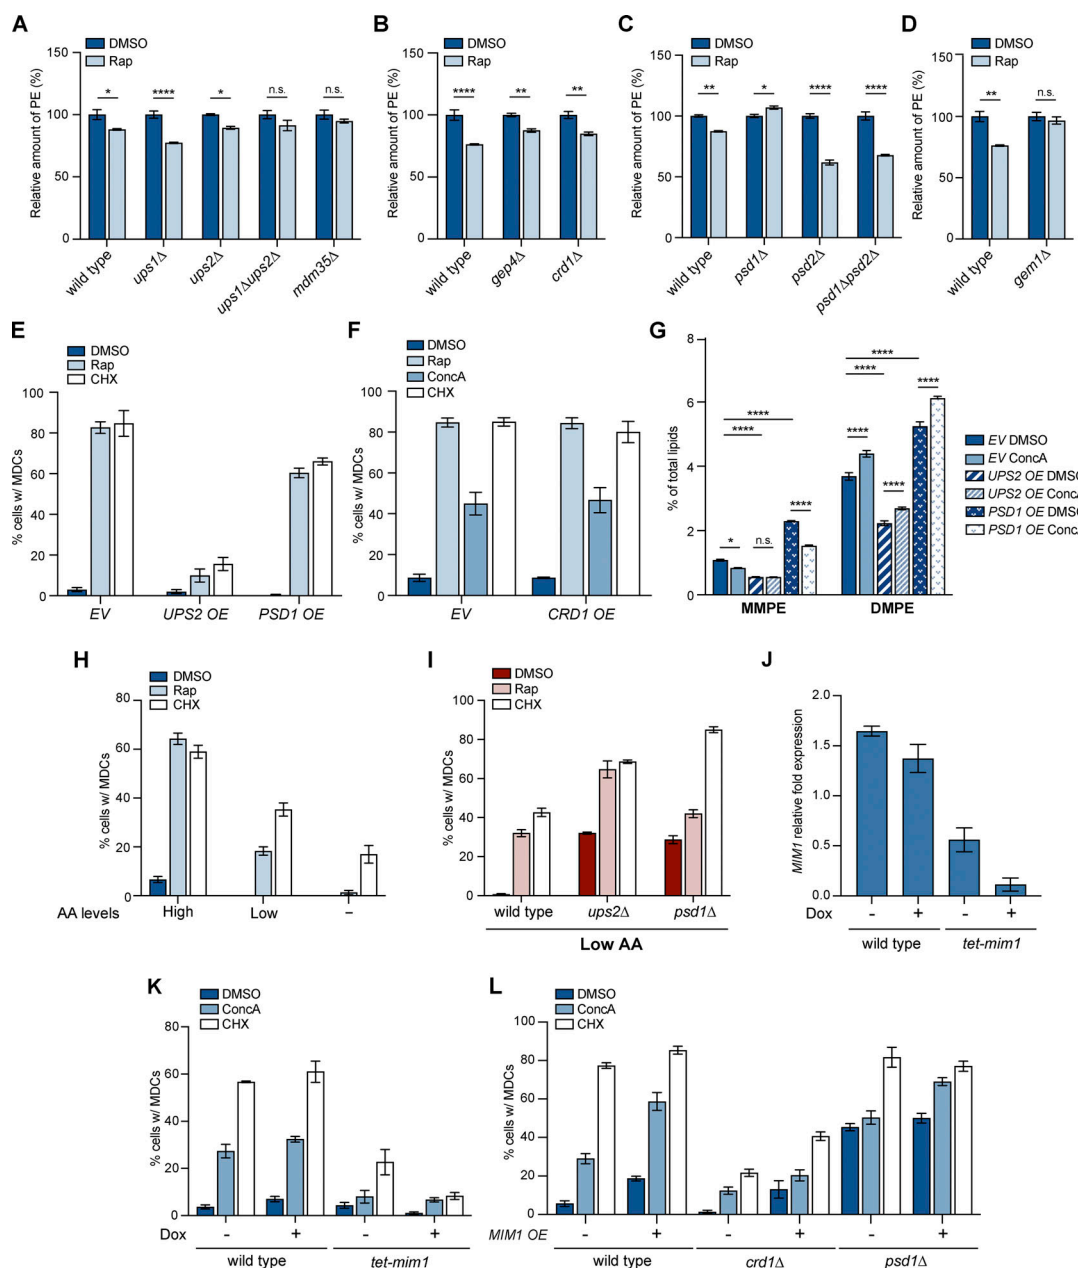 A
DMSO
Rap
Relative amount of PE (%)
150
100
50
0
* **** * n.s. n.s.
wild type
ups1Δ
ups2Δ
ups1Δups2Δ
mdm35Δ
B
DMSO
Rap
Relative amount of PE (%)
150
100
50
0
**** ** **
wild type
gep4Δ
crd1Δ
C
DMSO
Rap
Relative amount of PE (%)
150
100
50
0
** * **** ****
wild type
psd1Δ
psd2Δ
psd1Δpsd2Δ
D
DMSO
Rap
Relative amount of PE (%)
150
100
50
0
** n.s.
wild type
gem1Δ
E
DMSO
Rap
CHX
% cells w/ MDCs
100
80
60
40
20
0
EV UPS2 OE PSD1 OE
F
DMSO
Rap
ConcA
CHX
% cells w/ MDCs
100
80
60
40
20
0
EV CRD1 OE
G
% of total lipids
8
6
4
2
0
****
****
* n.s. ****
****
****
**** **** ****
MMPE DMPE
EV DMSO
EV ConcA
UPS2 OE DMS
UPS2 OE Conc
PSD1 OE DMS
PSD1 OE Conc
H
DMSO
Rap
CHX
% cells w/ MDCs
80
60
40
20
0
AA levels High Low –
I
DMSO
Rap
CHX
% cells w/ MDCs
100
80
60
40
20
0
wild type ups2Δ psd1Δ
Low AA
J
MIM1 relative fold expression
2.0
1.5
1.0
0.5
0.0
Dox - + - +
wild type tet-mim1
K
DMSO
ConcA
CHX
% cells w/ MDCs
80
60
40
20
0
Dox - + - +
wild type tet-mim1
L
DMSO
ConcA
CHX
% cells w/ MDCs
100
80
60
40
20
0
MIM1 OE - + - + - +
wild type crd1Δ psd1Δ